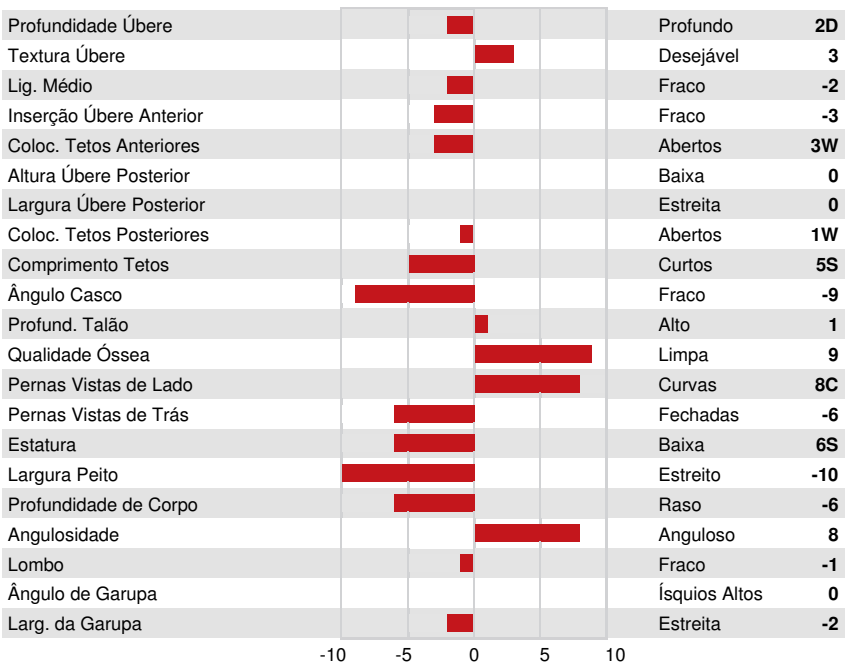 Profundidade Úbere Profundo 2D
Textura Úbere Desejável 3
Lig. Médio Fraco -2
Inserção Úbere Anterior Fraco -3
Coloc. Tetos Anteriores Abertos 3W
Altura Úbere Posterior Baixa 0
Largura Úbere Posterior Estreita 0
Coloc. Tetos Posteriores Abertos 1W
Comprimento Tetos Curtos 5S
Ângulo Casco Fraco -9
Profund. Talão Alto 1
Qualidade Óssea Limpa 9
Pernas Vistas de Lado Curvas 8C
Pernas Vistas de Trás Fechadas -6
Estatura Baixa 6S
Largura Peito Estreito -10
Profundidade de Corpo Raso -6
Angulosidade Anguloso 8
Lombo Fraco -1
Ângulo de Garupa Ísquios Altos 0
Larg. da Garupa Estreita -2
-10 -5 0 5 10